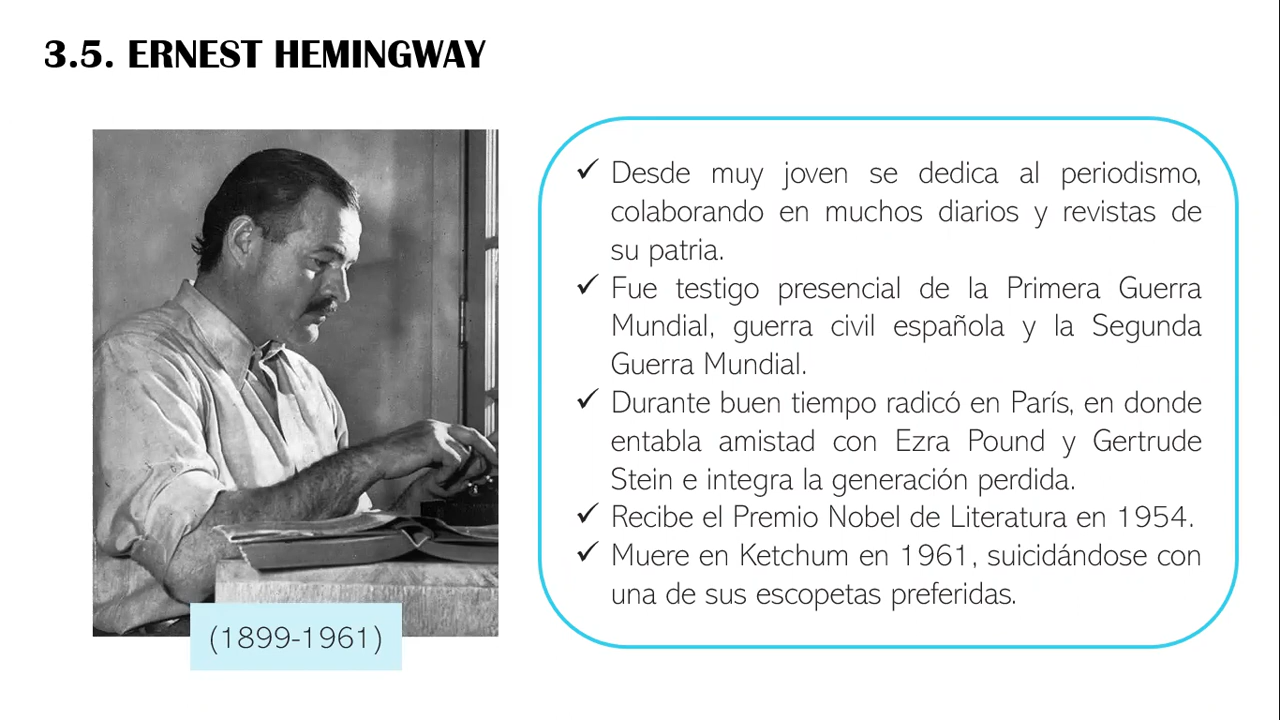 3.5. ERNEST HEMINGWAY
✓ Desde muy joven se dedica al periodismo,
colaborando en muchos diarios y revistas de
su patria.
✓ Fue testigo presencial de la Primera Guerra
Mundial, guerra civil española y la Segunda
Guerra Mundial.
✓ Durante buen tiempo radicó en París, en donde
entabla amistad con Ezra Pound y Gertrude
Stein e integra la generación perdida.
✓ Recibe el Premio Nobel de Literatura en 1954.
✓ Muere en Ketchum en 1961, suicidándose con
una de sus escopetas preferidas.
(1899-1961)